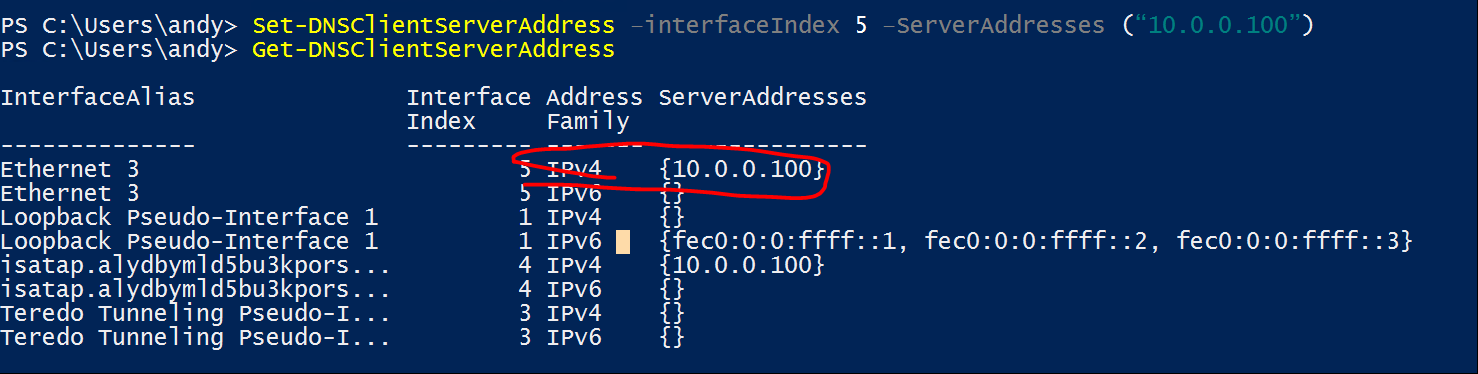 PS C:\Users\andy> Set-DNSClientServerAddress –interfaceIndex 5 –ServerAddresses (“10.0.0.100”)
PS C:\Users\andy> Get-DNSClientServerAddress
InterfaceAlias Interface Address ServerAddresses
Index Family
-------------- --------- ------- ---------------
Ethernet 3 5 IPv4 {10.0.0.100}
Ethernet 3 5 IPv6 {}
Loopback Pseudo-Interface 1 1 IPv4 {}
Loopback Pseudo-Interface 1 1 IPv6 {fec0:0:0:ffff::1, fec0:0:0:ffff::2, fec0:0:0:ffff::3}
isatap.alydbymld5bu3kpors... 4 IPv4 {10.0.0.100}
isatap.alydbymld5bu3kpors... 4 IPv6 {}
Teredo Tunneling Pseudo-I... 3 IPv4 {}
Teredo Tunneling Pseudo-I... 3 IPv6 {}